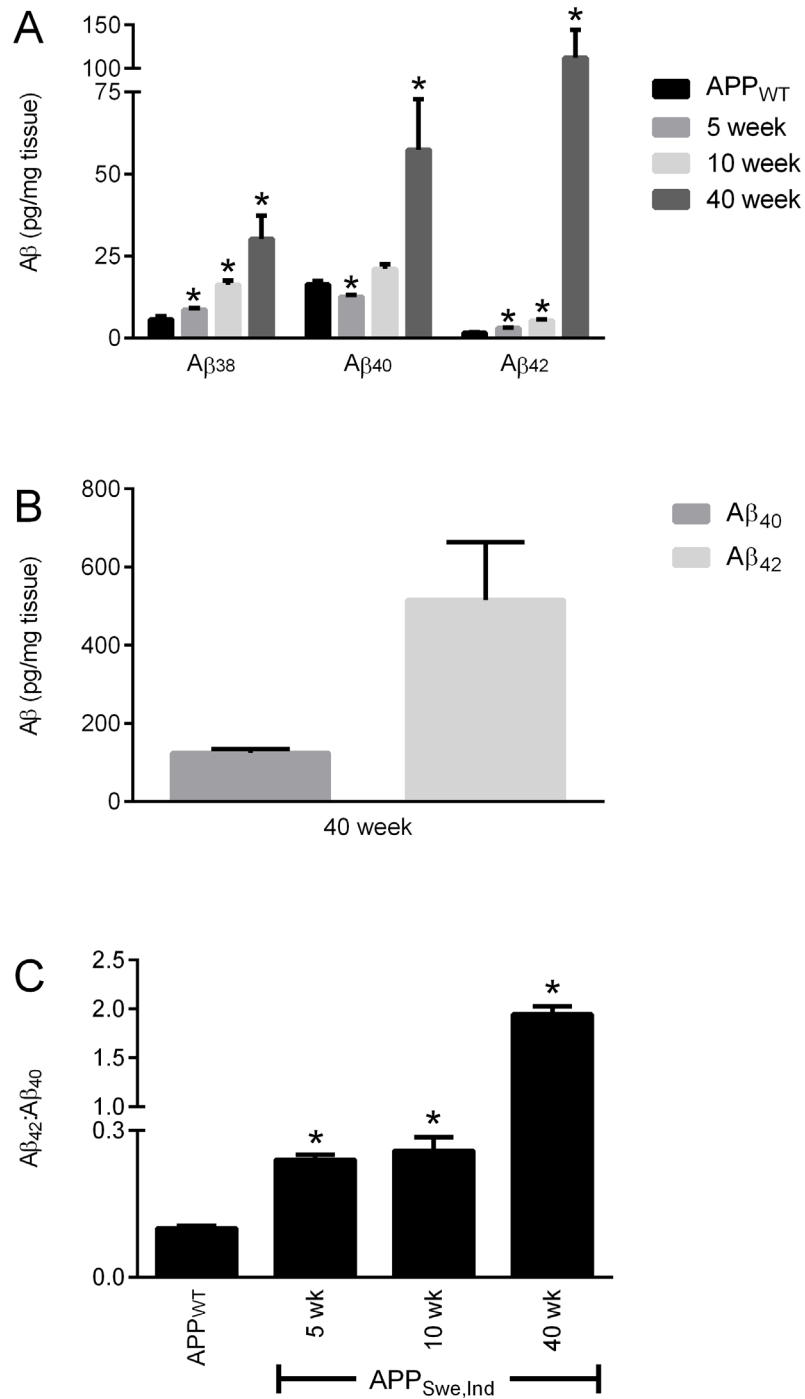 A
Aβ (pg/mg tissue)
150
100
75
50
25
0
*
*
*
*
*
*
*
*
Aβ38
Aβ40
Aβ42
APPWT
5 week
10 week
40 week
B
Aβ (pg/mg tissue)
800
600
400
200
0
40 week
Aβ40
Aβ42
C
Aβ42:Aβ40
2.5
2.0
1.5
1.0
0.3
0.0
*
*
*
APPWT
5 wk
10 wk
40 wk
APPSwe,Ind